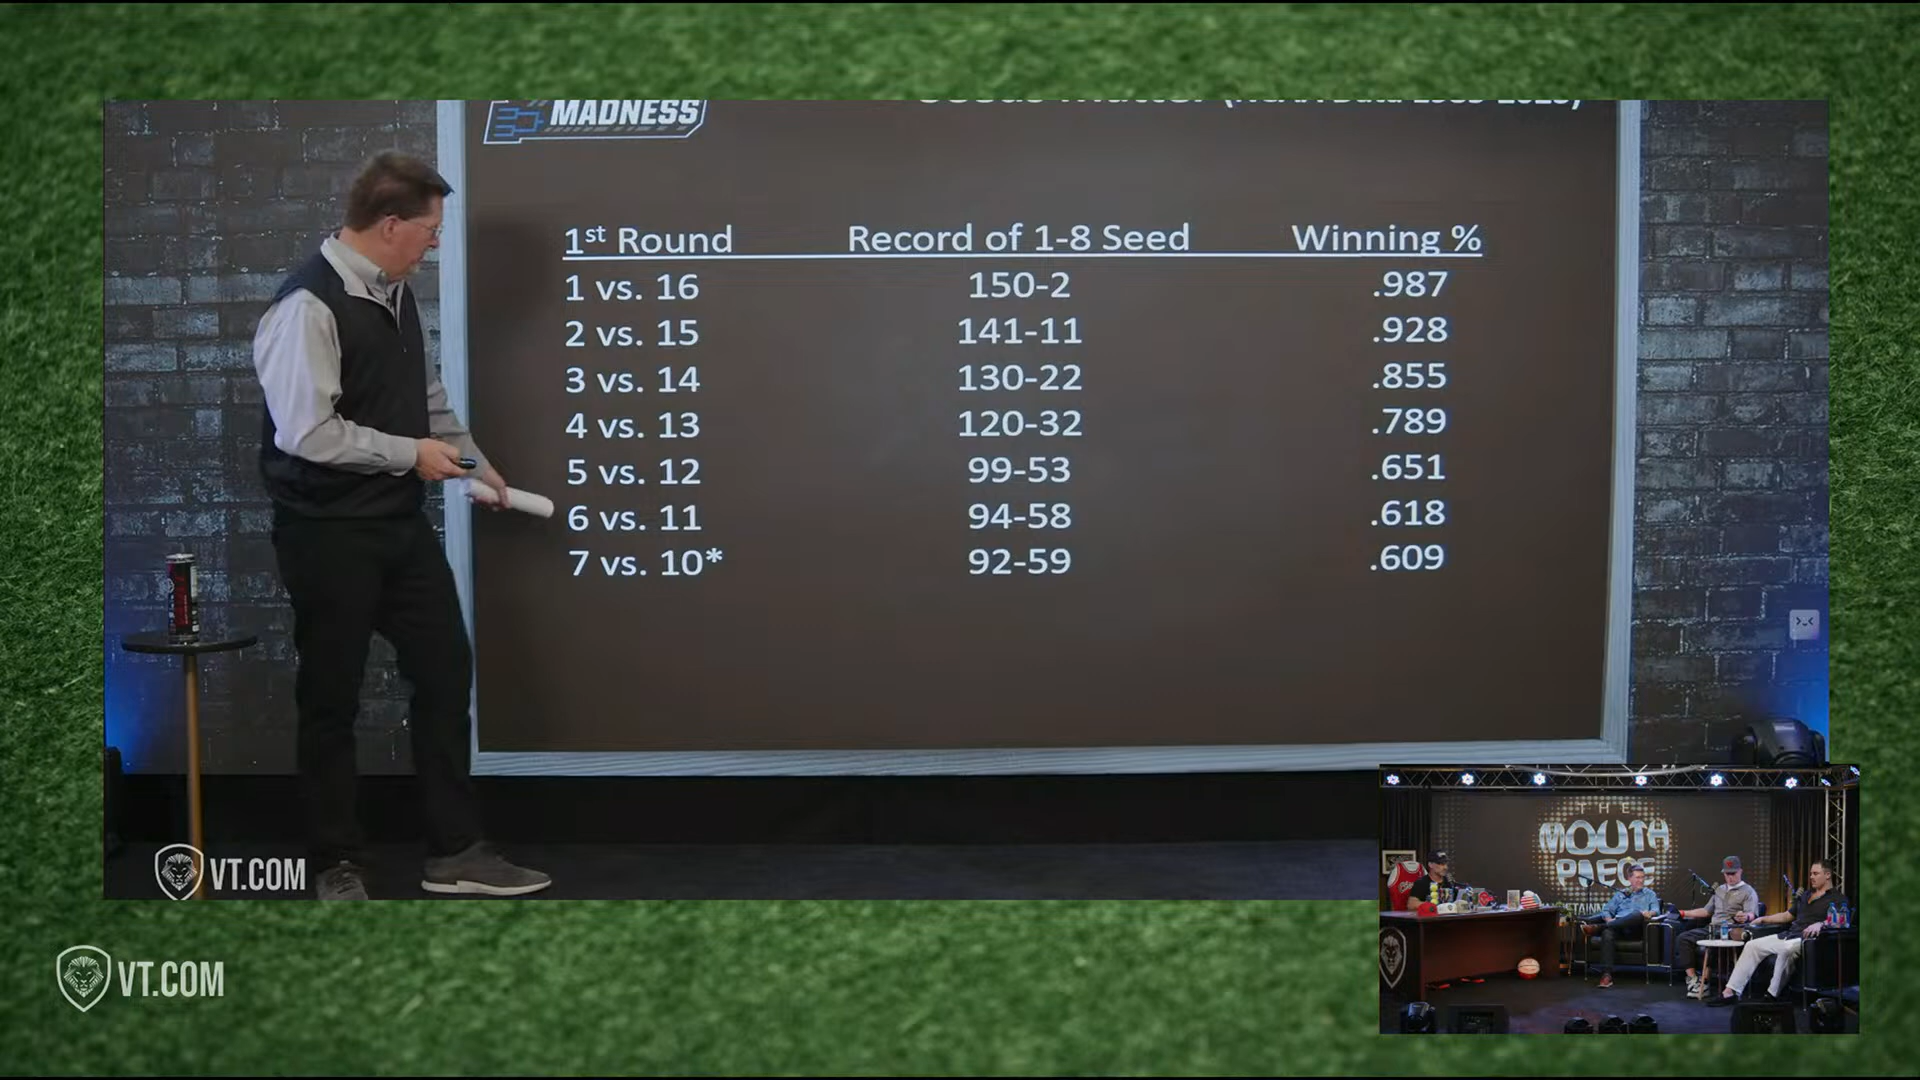 MADNESS
1st Round Record of 1-8 Seed Winning %
1 vs. 16 150-2 .987
2 vs. 15 141-11 .928
3 vs. 14 130-22 .855
4 vs. 13 120-32 .789
5 vs. 12 99-53 .651
6 vs. 11 94-58 .618
7 vs. 10* 92-59 .609
VT.COM
VT.COM
THE
MOUTH
PAECE